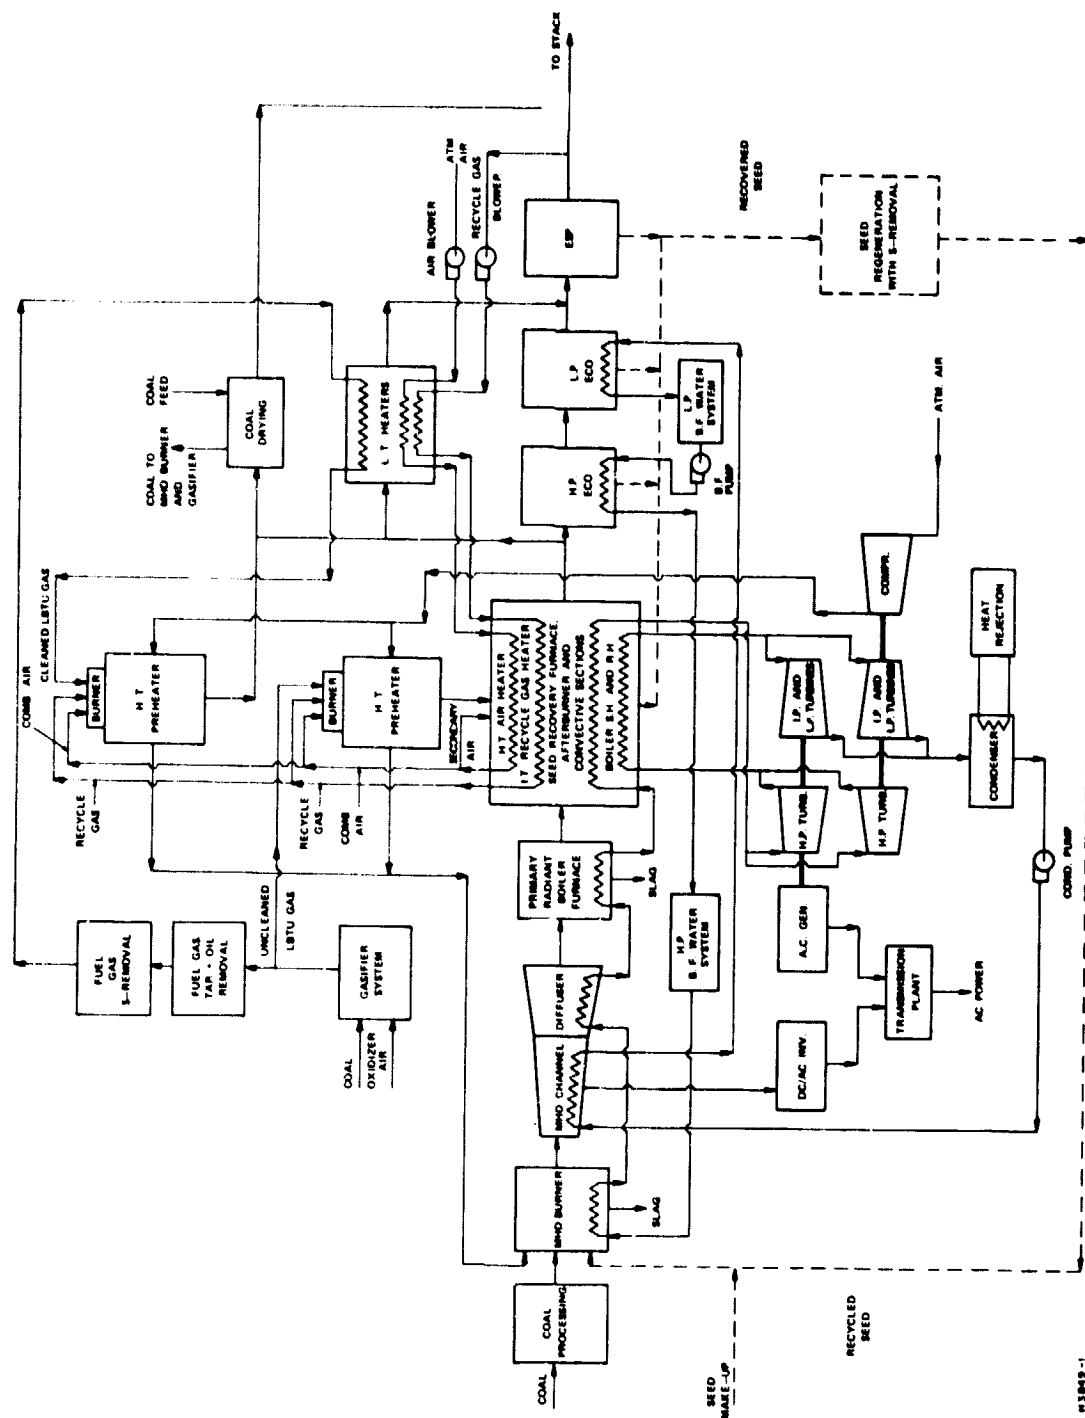 TO STACK
ATM
AIR
RECYCLE GAS
BLOWER
AIR BLOWER
RECOVERED
SEED
SEED
REGENERATION
WITH S-REMOVAL
ESP
COAL
FEED
COAL
DRYING
COAL TO
MHD BURNER
AND
GASIFIER
L T HEATERS
L.P.
ECO
H.P.
ECO
L.P.
B.F. WATER
SYSTEM
B.F.
PUMP
ATM. AIR
COMPR.
HEAT
REJECTION
CLEANED LBTU GAS
COMB AIR
BURNER
H T
PREHEATER
BURNER
H T
PREHEATER
SECONDARY
AIR
H T AIR HEATER
I T RECYCLE GAS HEATER
SEED RECOVERY FURNACE,
AFTERBURNER AND
CONVECTIVE SECTIONS
BOILER S.H AND R.H
I.P. AND
L.P. TURBINES
I.P. AND
L.P. TURBINES
CONDENSER
RECYCLE
GAS
RECYCLE
GAS
COMB
AIR
H.P. TURB.
H.P TURB.
COND. PUMP
UNCLEANED
LBTU GAS
FUEL
GAS
S-REMOVAL
FUEL GAS
TAR + OIL
REMOVAL
GASIFIER
SYSTEM
COAL
OXIDIZER
AIR
PRIMARY
RADIANT
BOILER
FURNACE
SLAG
H.P.
B. F. WATER
SYSTEM
A.C. GEN
TRANSMISSION
PLANT
AC POWER
DIFFUSER
MHD CHANNEL
DC/AC INV.
MHD BURNER
SLAG
COAL
PROCESSING
COAL
SEED
MAKE-UP
RECYCLED
SEED